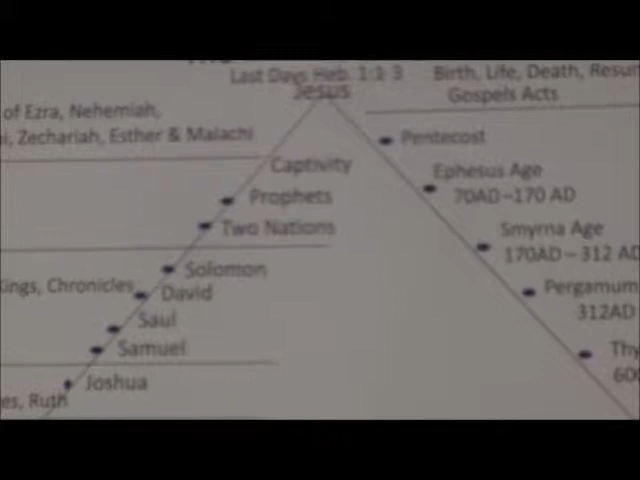 Last Days Heb. 1:1-3
Jesus
Birth, Life, Death, Resur
Gospels Acts
of Ezra, Nehemiah,
Zechariah, Esther & Malachi
Captivity
Prophets
Two Nations
Solomon
Kings, Chronicles
David
Saul
Samuel
Joshua
es, Ruth
Pentecost
Ephesus Age
70AD–170 AD
Smyrna Age
170AD – 312 AD
Pergamum
312AD
Thy
600